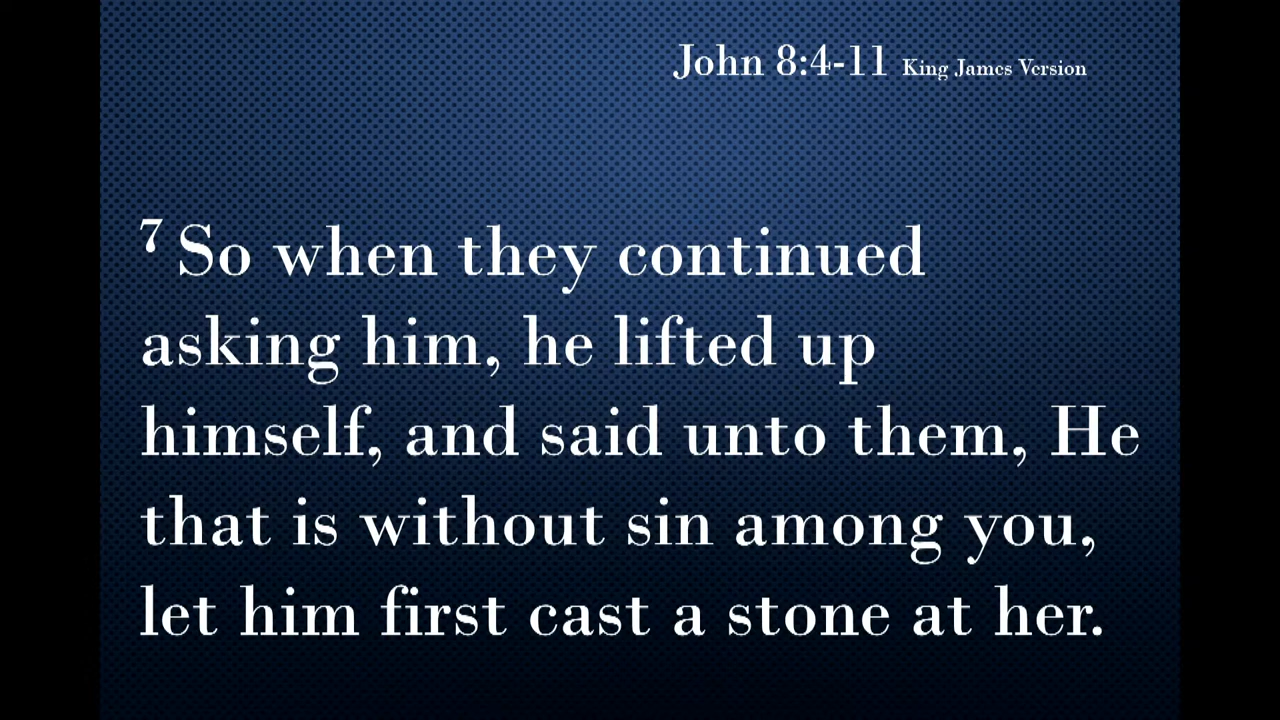 John 8:4-11 King James Version
7 So when they continued
asking him, he lifted up
himself, and said unto them, He
that is without sin among you,
let him first cast a stone at her.